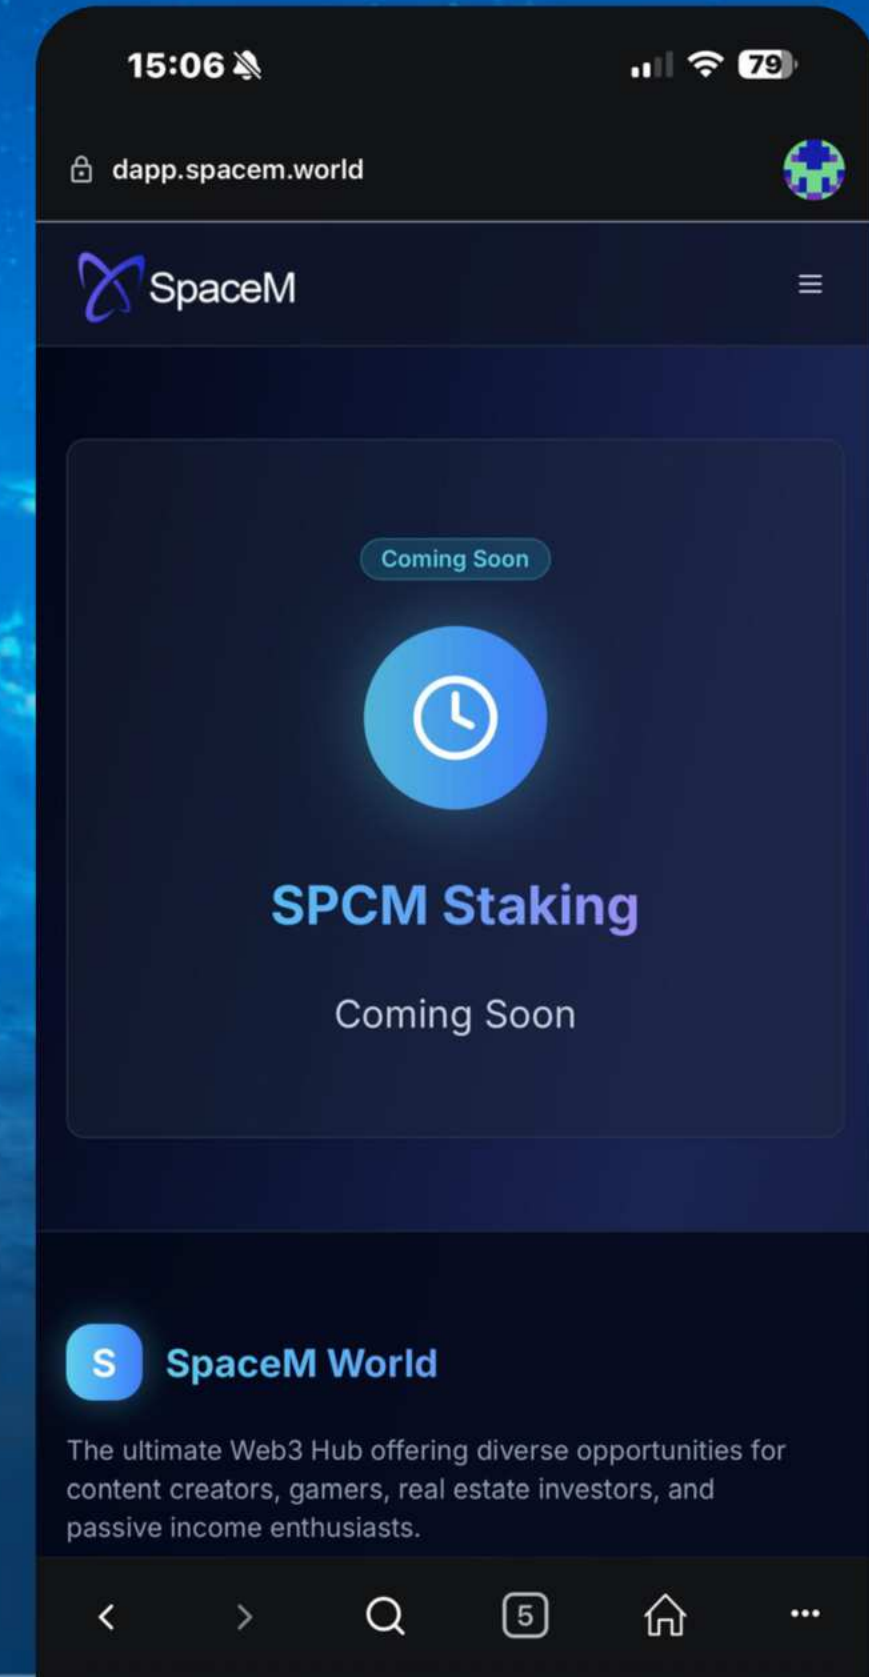 15:06
79
dapp.spacem.world
SpaceM
Coming Soon
SPCM Staking
Coming Soon
S
SpaceM World
The ultimate Web3 Hub offering diverse opportunities for
content creators, gamers, real estate investors, and
passive income enthusiasts.
5